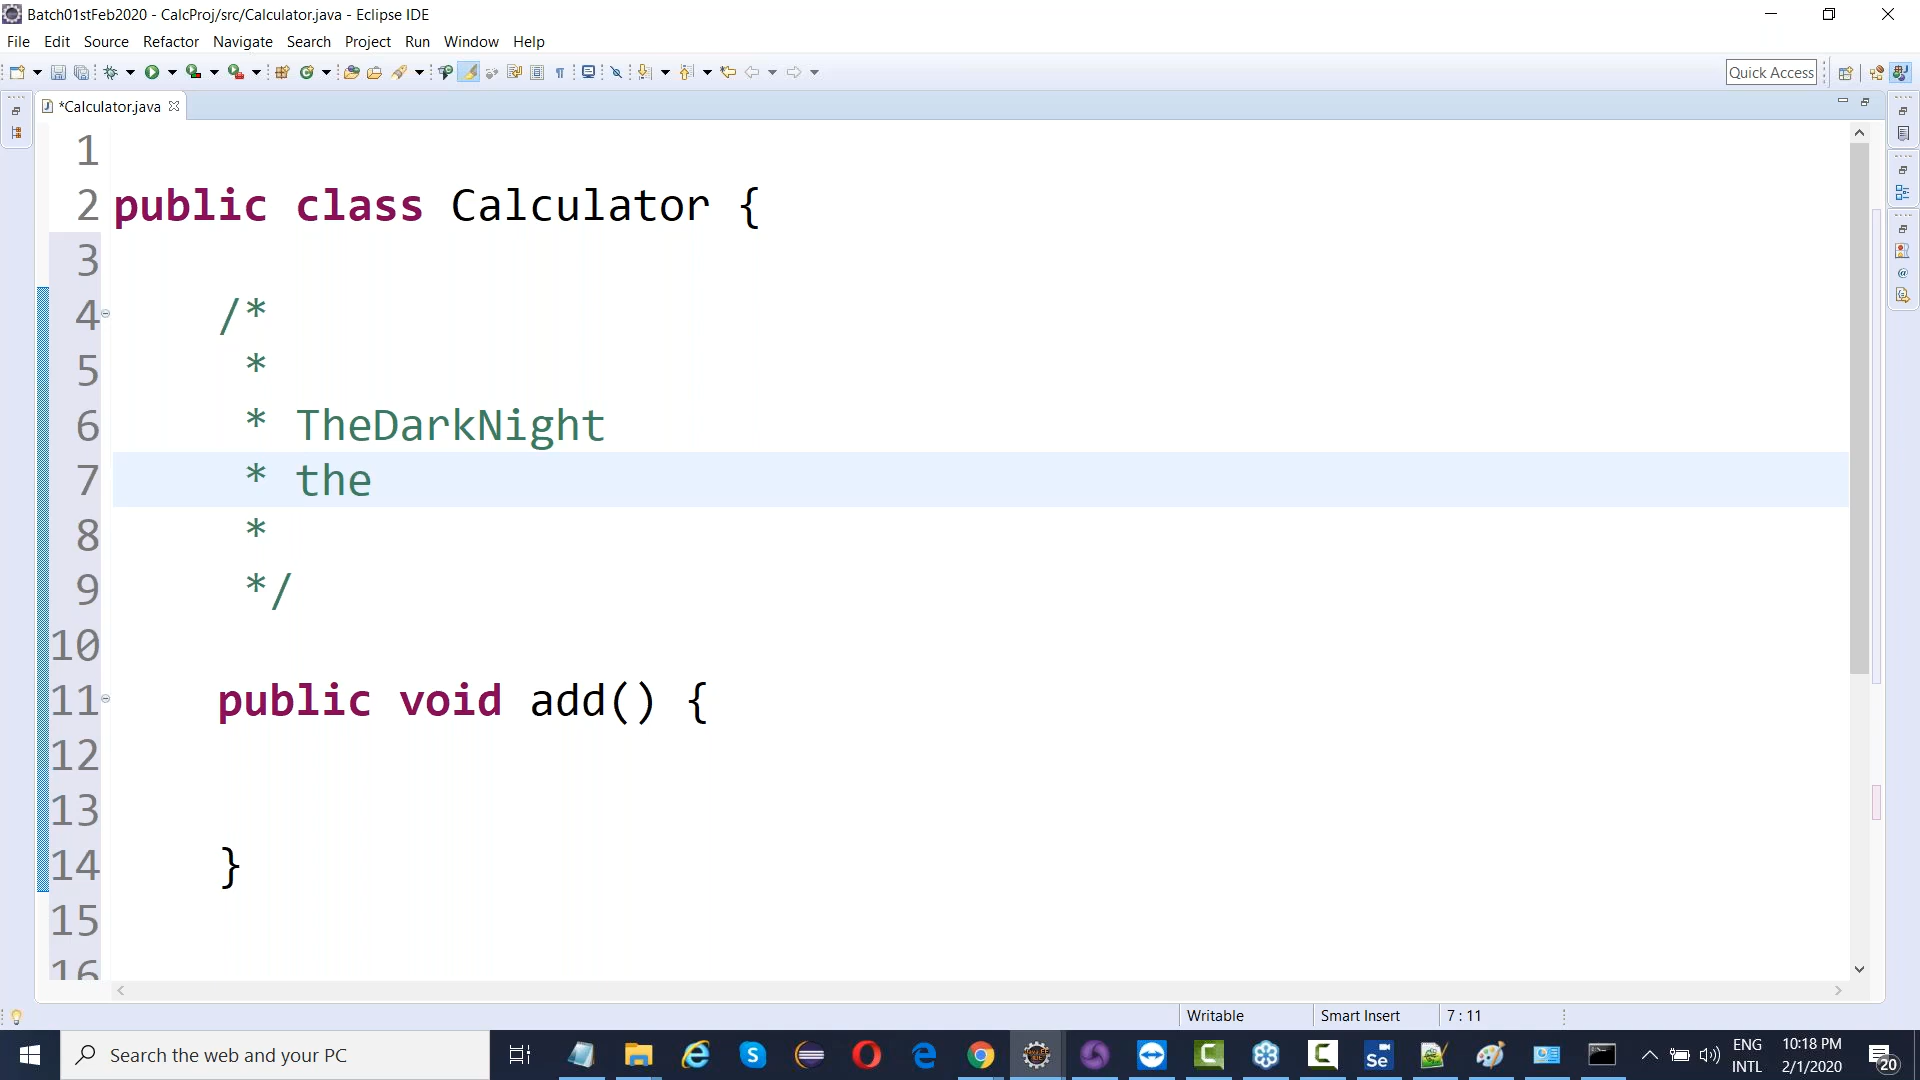 Batch01stFeb2020 - CalcProj/src/Calculator.java - Eclipse IDE
File Edit Source Refactor Navigate Search Project Run Window Help
Quick Access
*Calculator.java
1
2 public class Calculator {
3
4 /*
5 *
6 * TheDarkNight
7 * the
8 *
9 */
10
11 public void add() {
12
13
14 }
15
16
Writable Smart Insert 7 : 11
Search the web and your PC
ENG 10:18 PM
INTL 2/1/2020
20